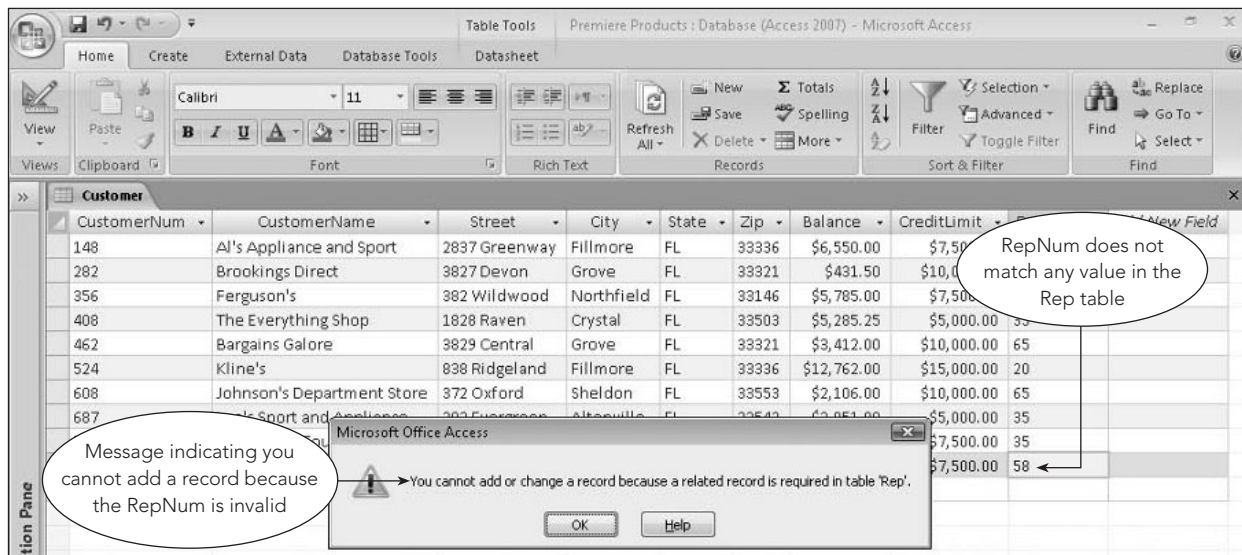 Table Tools
Premiere Products : Database (Access 2007) - Microsoft Access
Home Create External Data Database Tools Datasheet
View
Views
Paste
Clipboard
Calibri 11
B I U A
Font
Rich Text
Refresh All
New
Save
Delete
Σ Totals
Spelling
More
Records
Filter
Selection
Advanced
Toggle Filter
Sort & Filter
Find
Replace
Go To
Select
Find
Customer
CustomerNum CustomerName Street City State Zip Balance CreditLimit New Field
148 Al's Appliance and Sport 2837 Greenway Fillmore FL 33336 $6,550.00
282 Brookings Direct 3827 Devon Grove FL 33321 $431.50
356 Ferguson's 382 Wildwood Northfield FL 33146 $5,785.00
408 The Everything Shop 1828 Raven Crystal FL 33503 $5,285.25 $5,000.00
462 Bargains Galore 3829 Central Grove FL 33321 $3,412.00 $10,000.00 65
524 Kline's 838 Ridgeland Fillmore FL 33336 $12,762.00 $15,000.00 20
608 Johnson's Department Store 372 Oxford Sheldon FL 33553 $2,106.00 $10,000.00 65
687 Sport and $5,000.00 35
$7,500.00 35
$7,500.00 58
RepNum does not
match any value in the
Rep table
Message indicating you
cannot add a record because
the RepNum is invalid
Microsoft Office Access
You cannot add or change a record because a related record is required in table 'Rep'.
OK Help
tion Pane